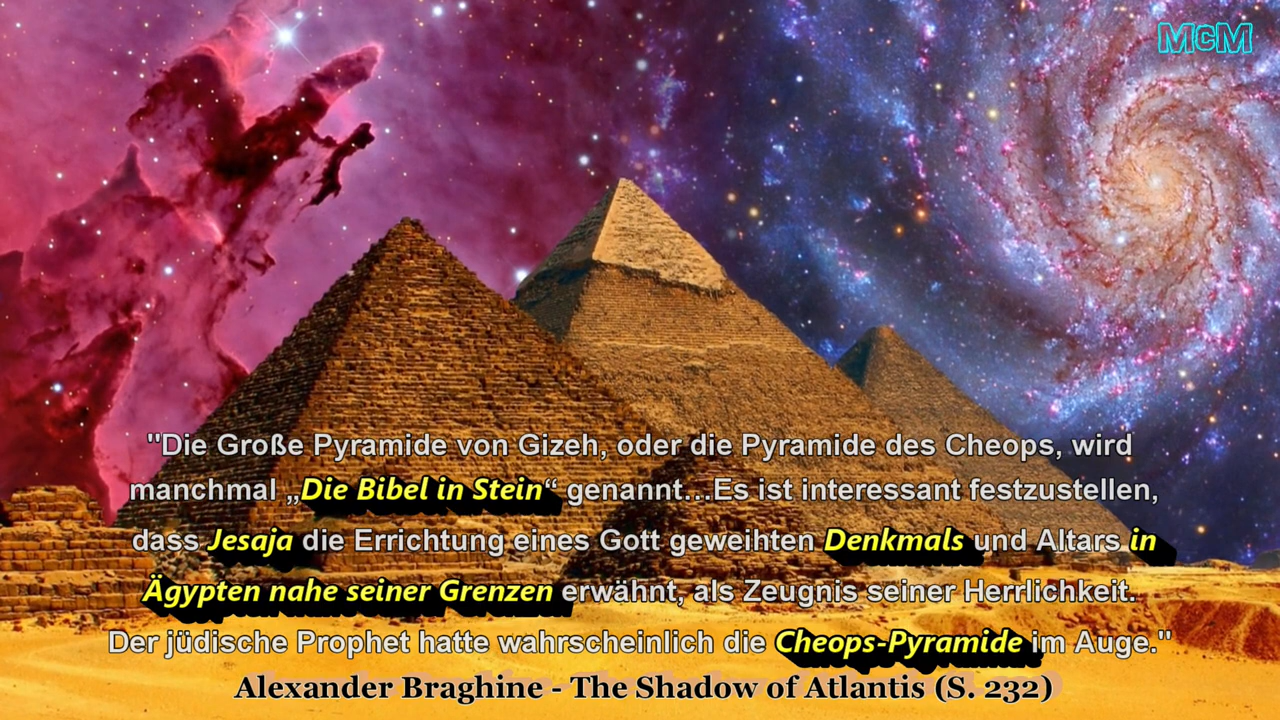 McM
"Die Große Pyramide von Gizeh, oder die Pyramide des Cheops, wird
manchmal „Die Bibel in Stein“ genannt...Es ist interessant festzustellen,
dass Jesaja die Errichtung eines Gott geweihten Denkmals und Altars in
Ägypten nahe seiner Grenzen erwähnt, als Zeugnis seiner Herrlichkeit.
Der jüdische Prophet hatte wahrscheinlich die Cheops-Pyramide im Auge."
Alexander Braghine - The Shadow of Atlantis (S. 232)